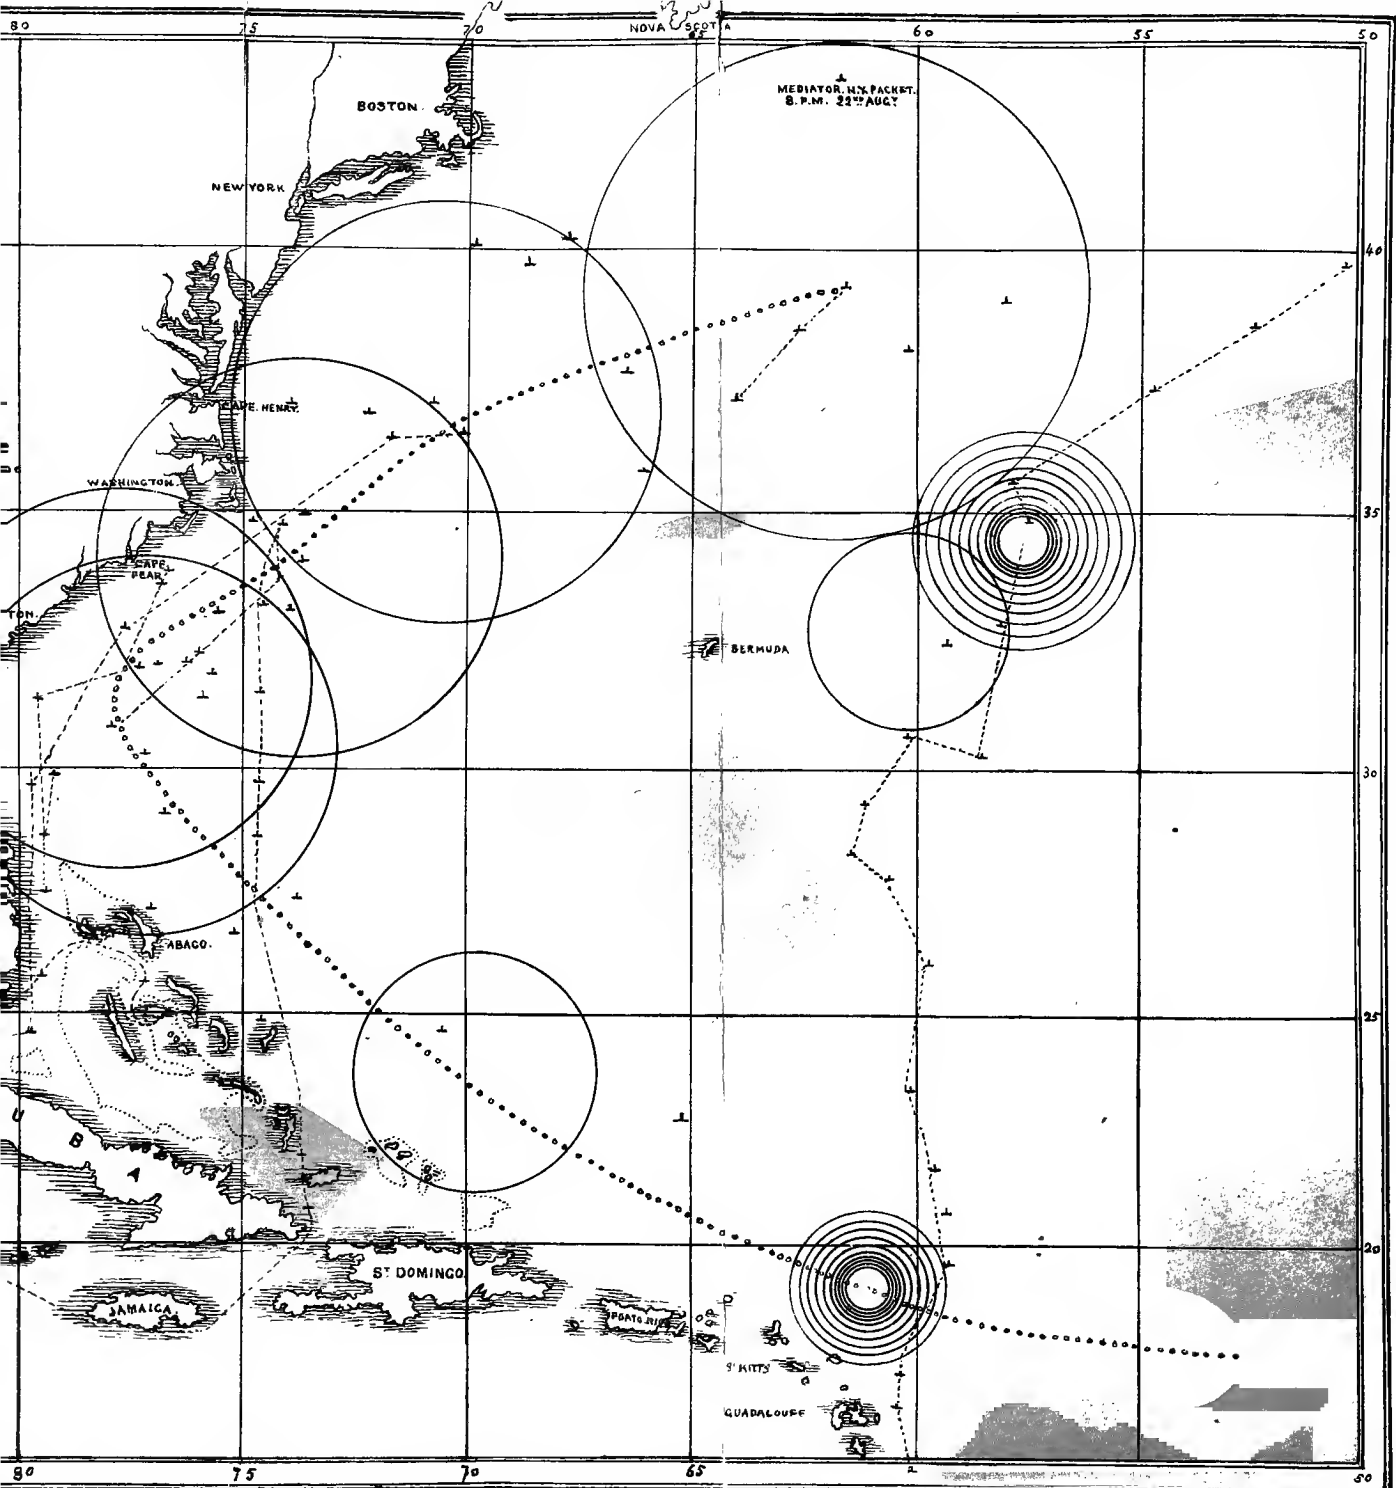 80 75 70 65 60 55 50
NOVA SCOTIA
MEDIATOR. N.Y. PACKET.
8. P.M. 22ND AUGT
BOSTON.
NEW YORK
40
CAPE. HENRY.
WASHINGTON.
35
CAPE.
FEAR.
TON.
BERMUDA
30
ABACO.
25
U
B
A
20
ST DOMINGO
JAMAICA
PORTO RICO
ST KITTS
GUADALOUPE
80 75 70 65 50